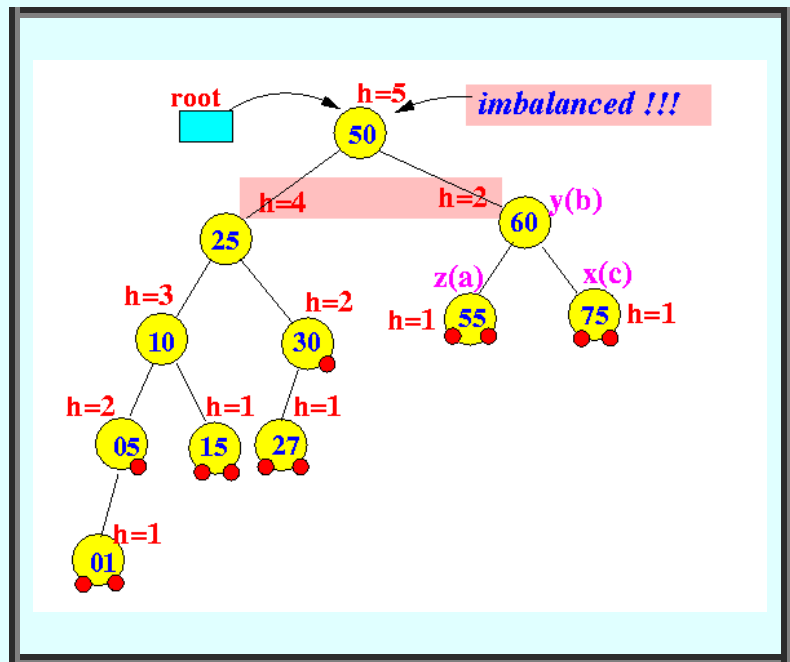 h=5
root
imbalanced !!!
50
h=4
h=2
y(b)
60
25
z(a)
x(c)
h=3
h=2
h=1
55
75
h=1
10
30
h=2
h=1
h=1
05
15
27
h=1
01